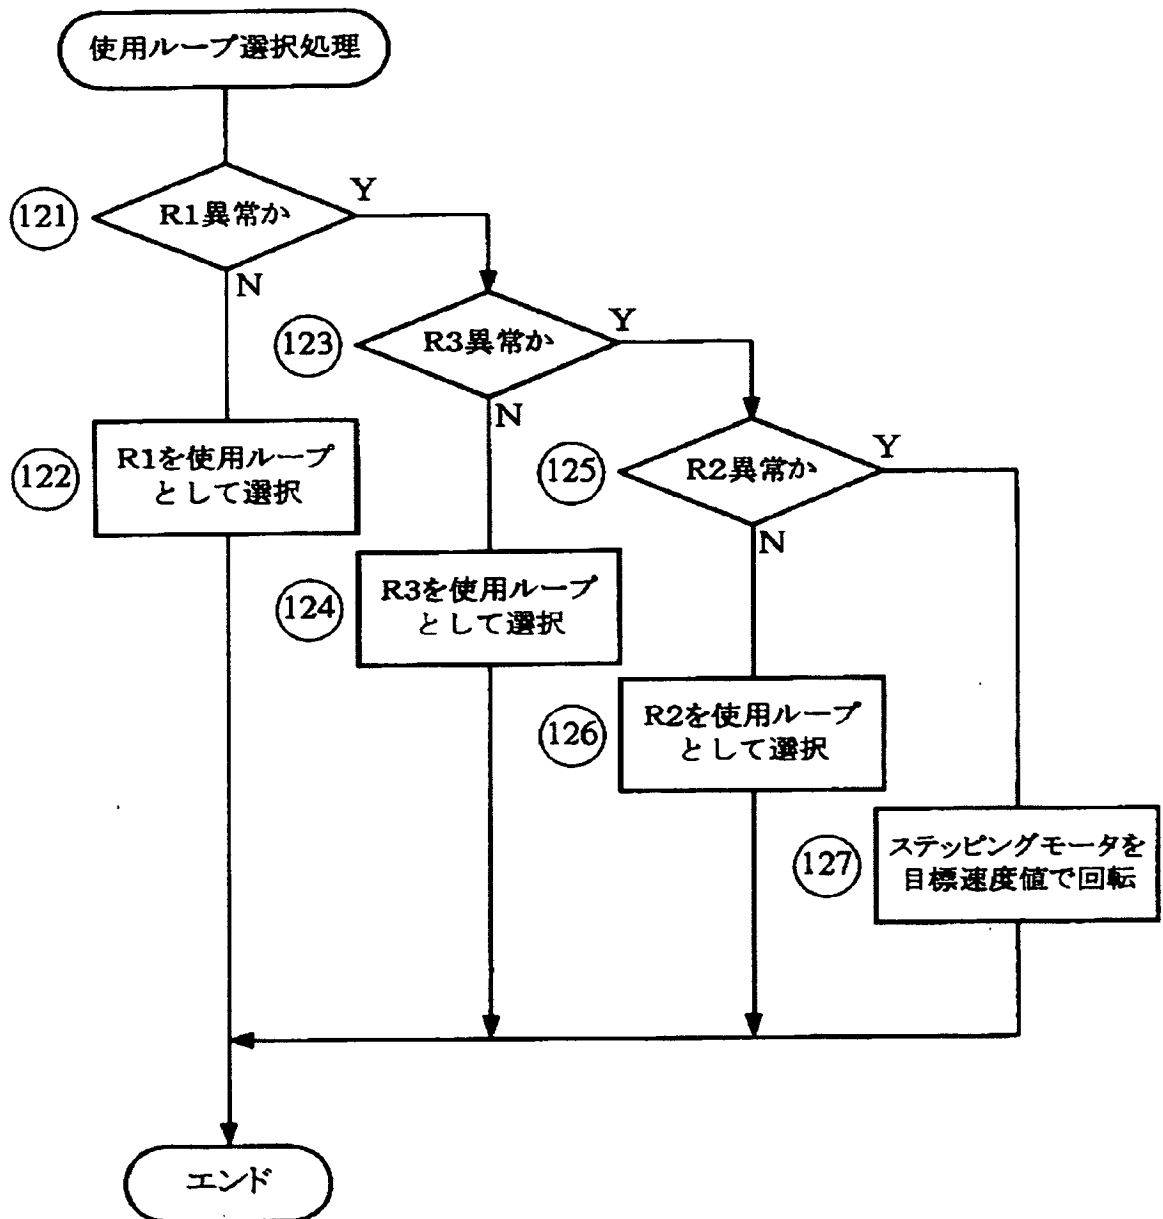 使用ループ選択処理
121
R1異常か
Y
N
123
R3異常か
Y
N
122
R1を使用ループ
として選択
125
R2異常か
Y
N
124
R3を使用ループ
として選択
126
R2を使用ループ
として選択
127
ステッピングモータを
目標速度値で回転
エンド